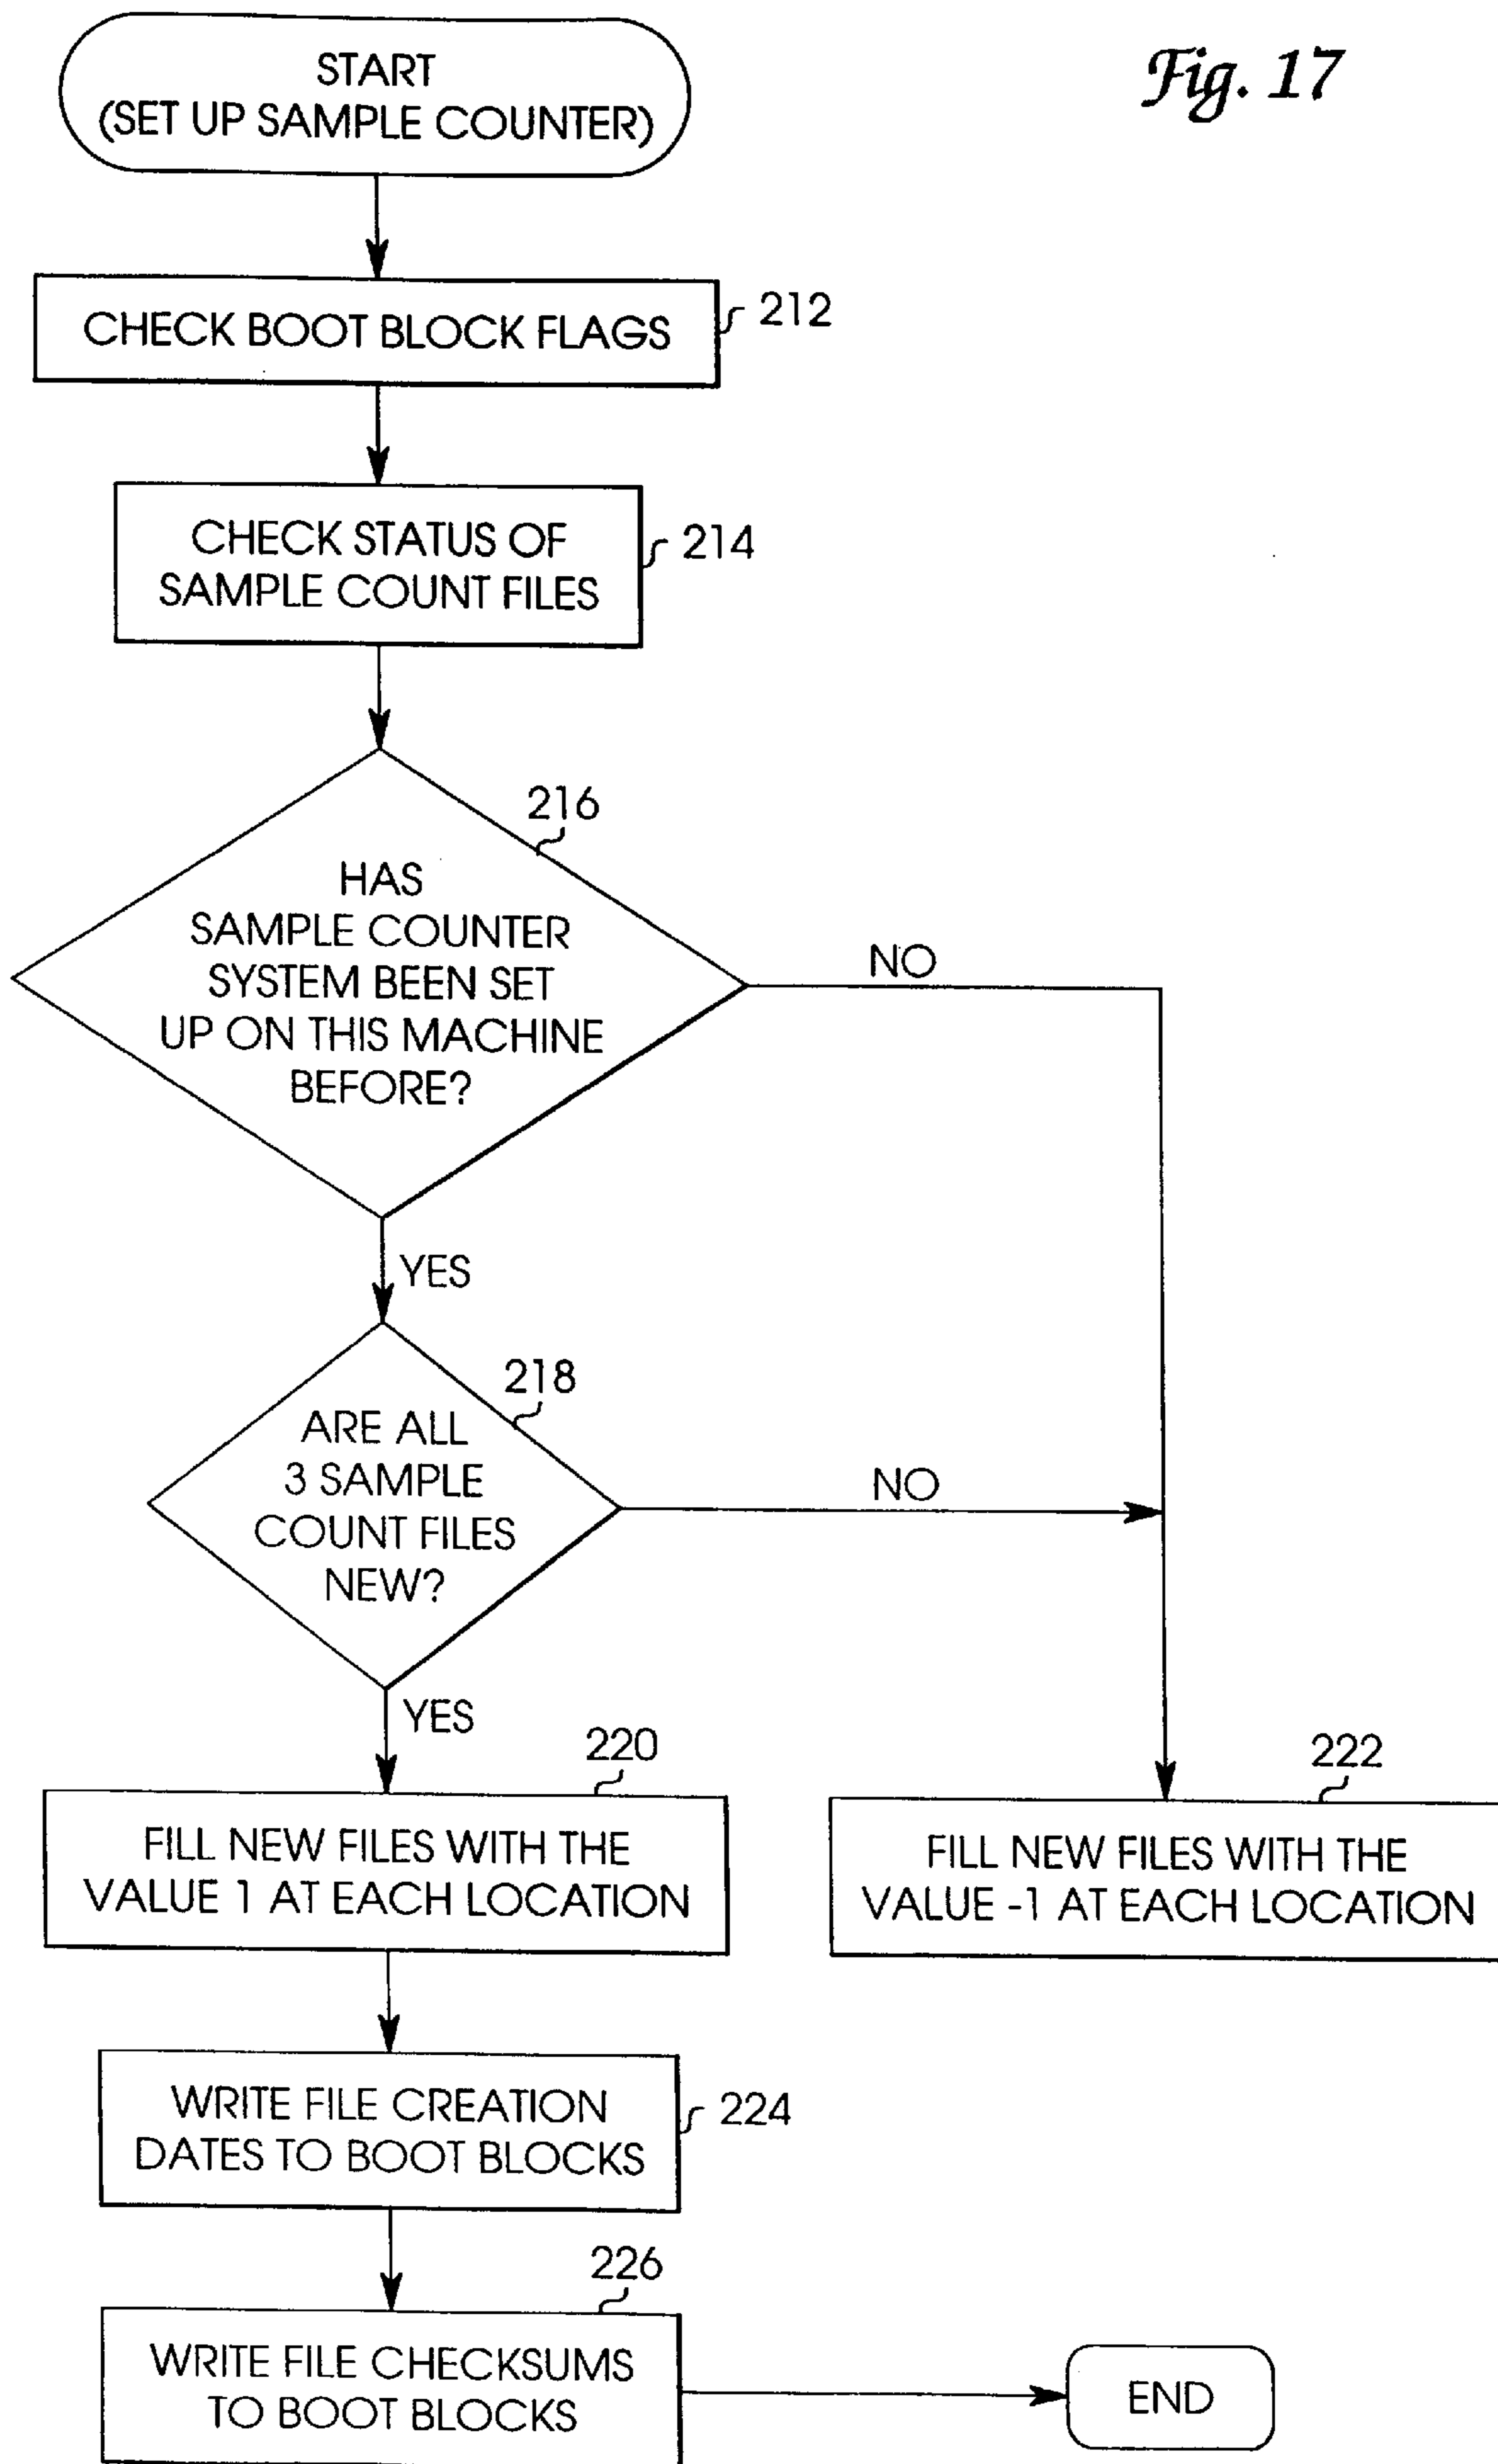 Fig. 17
START
(SET UP SAMPLE COUNTER)
CHECK BOOT BLOCK FLAGS
212
CHECK STATUS OF
SAMPLE COUNT FILES
214
216
HAS
SAMPLE COUNTER
SYSTEM BEEN SET
UP ON THIS MACHINE
BEFORE?
NO
YES
218
ARE ALL
3 SAMPLE
COUNT FILES
NEW?
NO
YES
220
FILL NEW FILES WITH THE
VALUE 1 AT EACH LOCATION
222
FILL NEW FILES WITH THE
VALUE -1 AT EACH LOCATION
WRITE FILE CREATION
DATES TO BOOT BLOCKS
224
226
WRITE FILE CHECKSUMS
TO BOOT BLOCKS
END